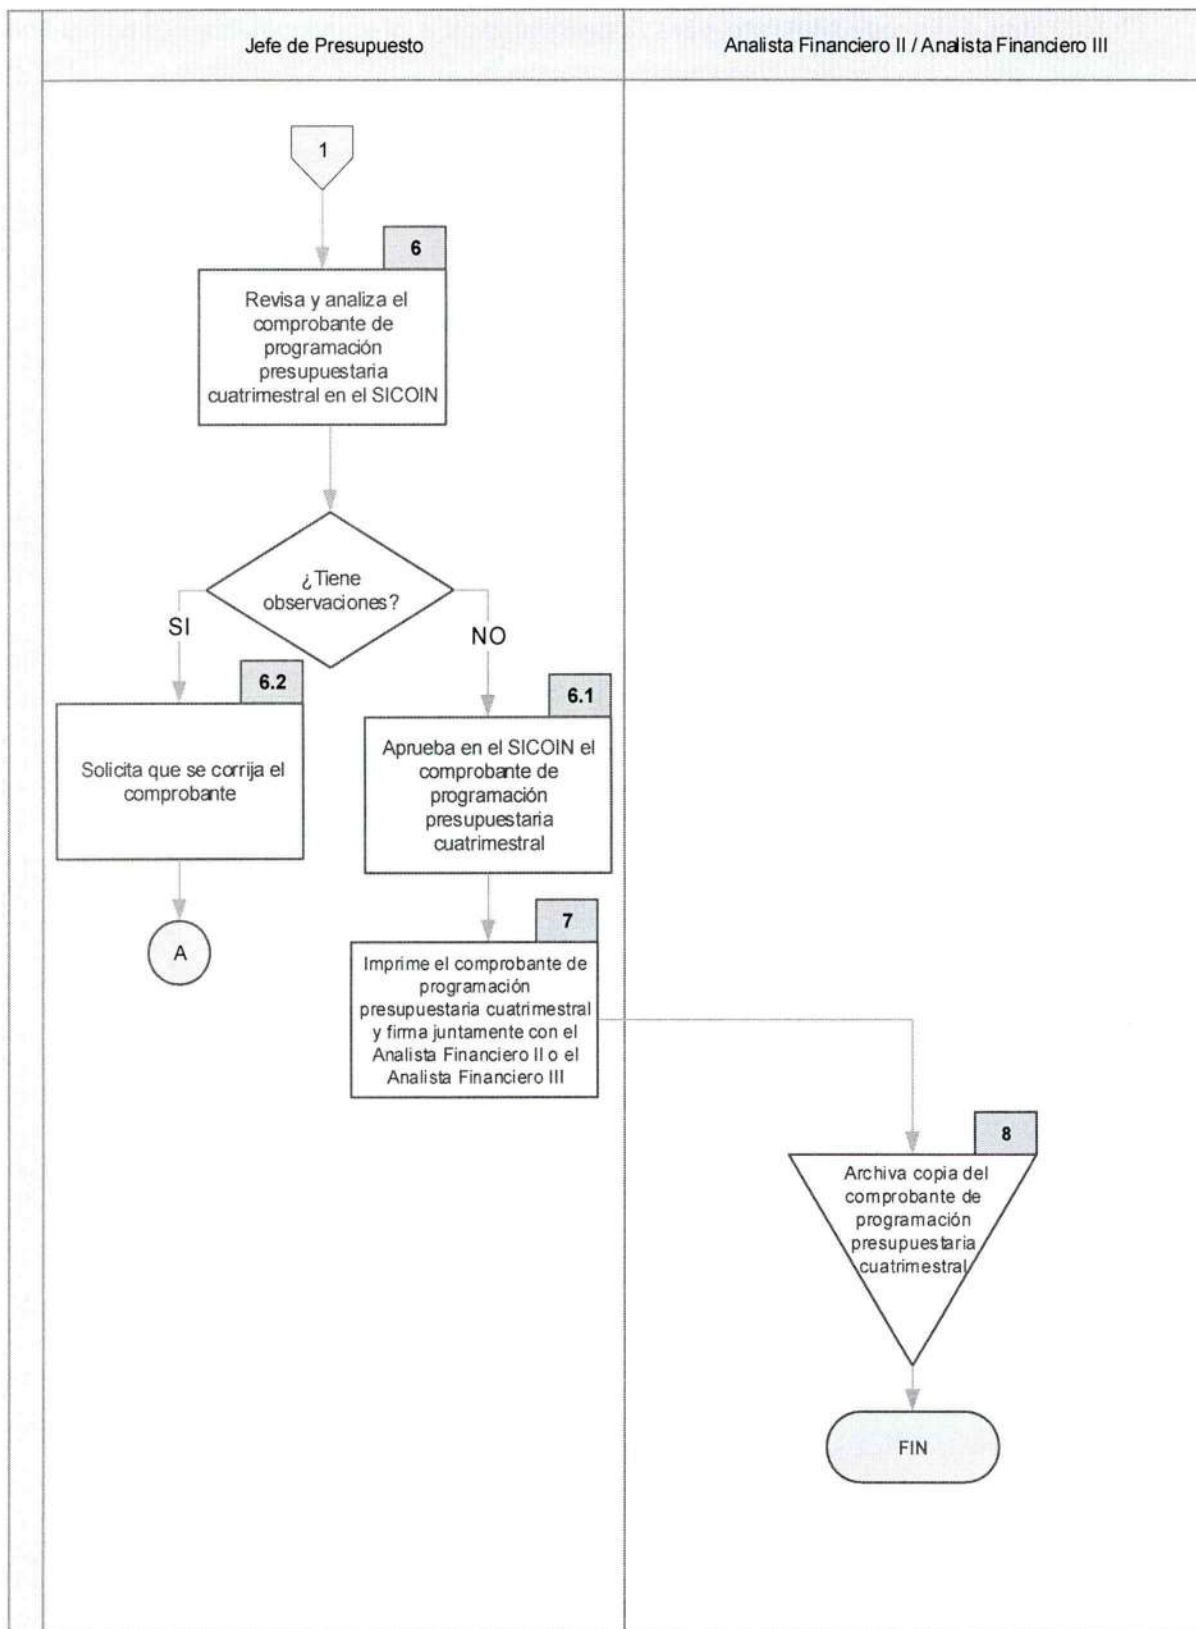 Jefe de Presupuesto
Analista Financiero II / Analista Financiero III
1
6
Revisa y analiza el
comprobante de
programación
presupuestaria
cuatrimestral en el SICOIN
¿Tiene
observaciones?
SI
NO
6.2
Solicita que se corrija el
comprobante
A
6.1
Aprueba en el SICOIN el
comprobante de
programación
presupuestaria
cuatrimestral
7
Imprime el comprobante de
programación
presupuestaria cuatrimestral
y firma juntamente con el
Analista Financiero II o el
Analista Financiero III
8
Archiva copia del
comprobante de
programación
presupuestaria
cuatrimestral
FIN